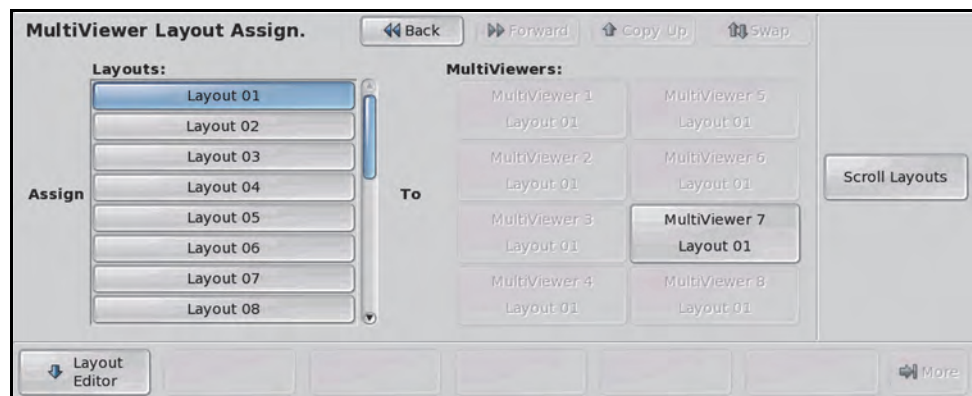 MultiViewer Layout Assign.
Back
Forward
Copy Up
Swap
Layouts:
MultiViewers:
Assign
Layout 01
Layout 02
Layout 03
Layout 04
Layout 05
Layout 06
Layout 07
Layout 08
To
MultiViewer 1
Layout 01
MultiViewer 5
Layout 01
MultiViewer 2
Layout 01
MultiViewer 6
Layout 01
MultiViewer 3
Layout 01
MultiViewer 7
Layout 01
MultiViewer 4
Layout 01
MultiViewer 8
Layout 01
Scroll Layouts
Layout
Editor
More